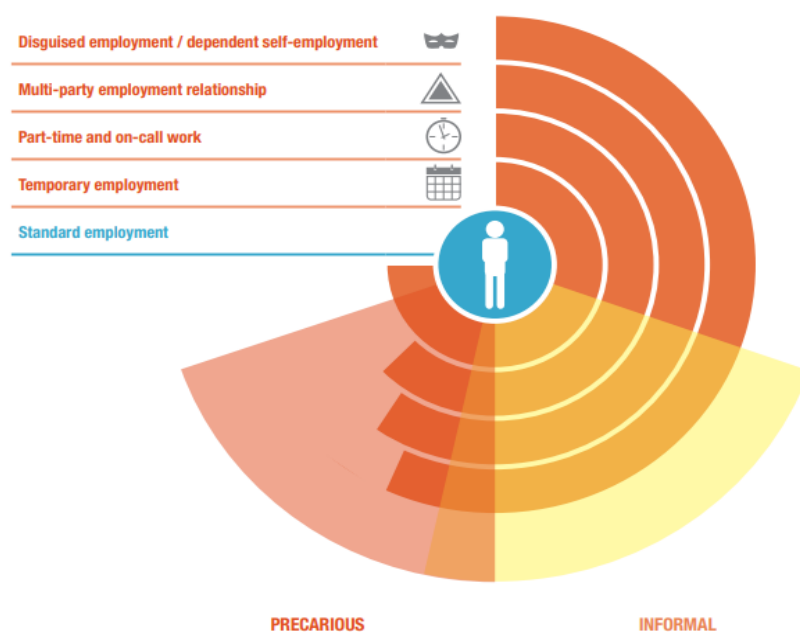 Disguised employment / dependent self-employment
Multi-party employment relationship
Part-time and on-call work
Temporary employment
Standard employment
PRECARIOUS
INFORMAL